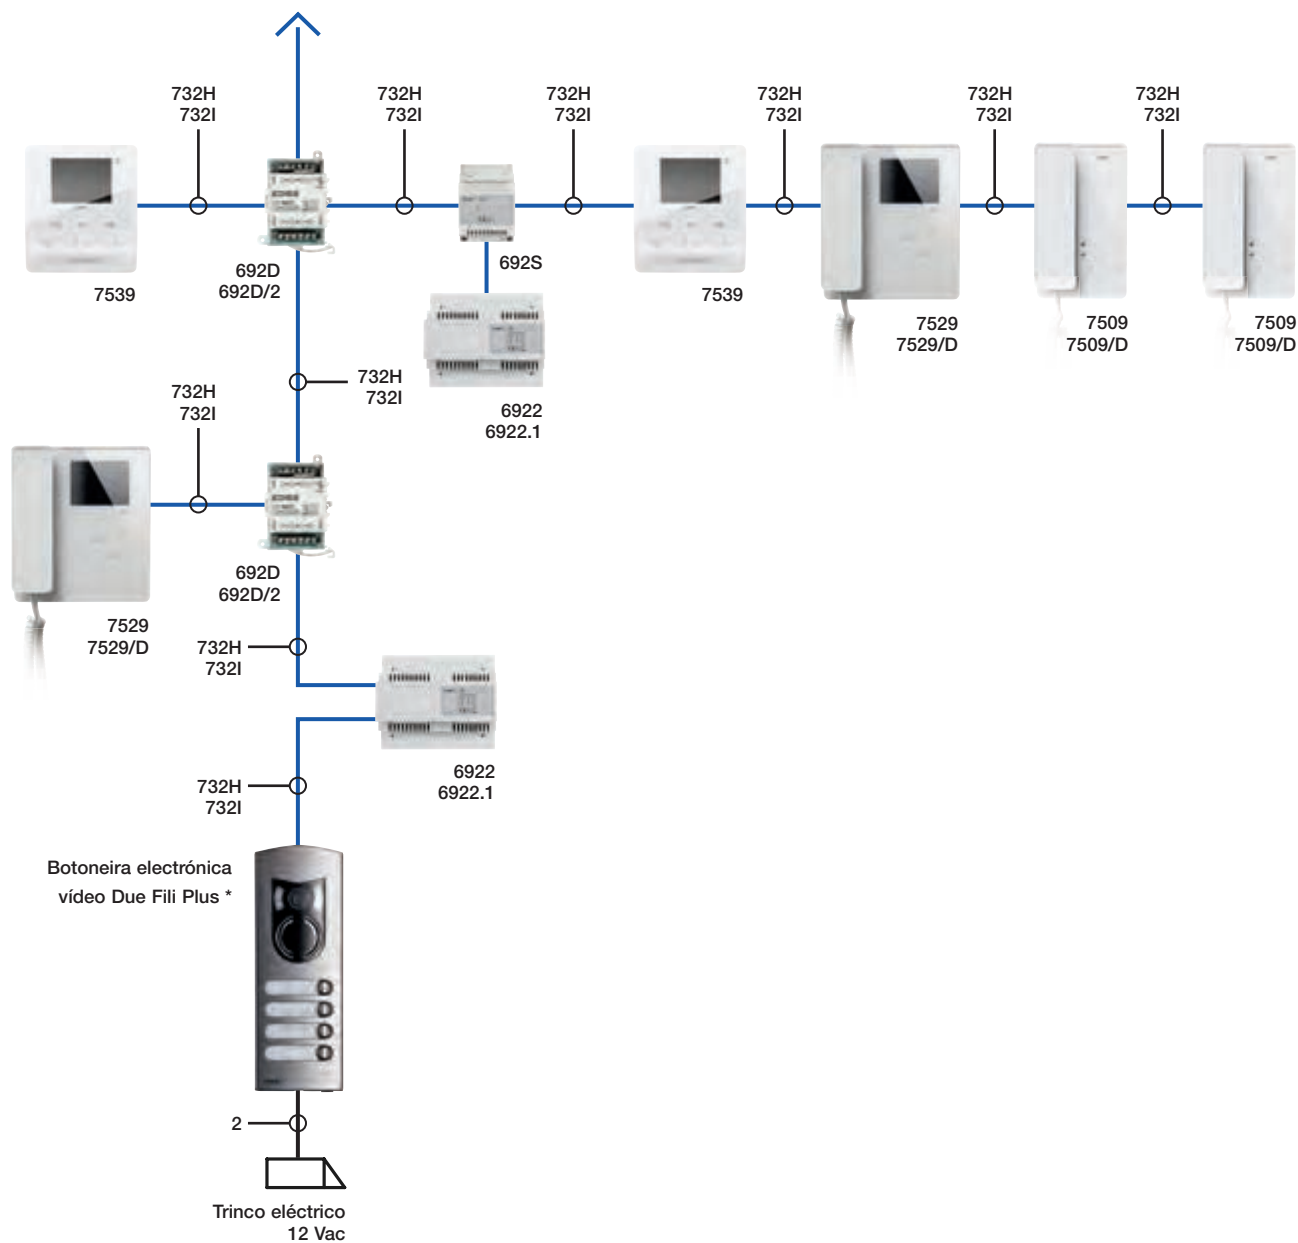 732H
732I
732H
732I
732H
732I
732H
732I
732H
732I
732H
732I
7539
692D
692D/2
692S
7539
7529
7529/D
7509
7509/D
7509
7509/D
732H
732I
6922
6922.1
732H
732I
692D
692D/2
7529
7529/D
732H
732I
6922
6922.1
732H
732I
Botoneira electrónica
vídeo Due Fili Plus *
2
Trinco eléctrico
12 Vac